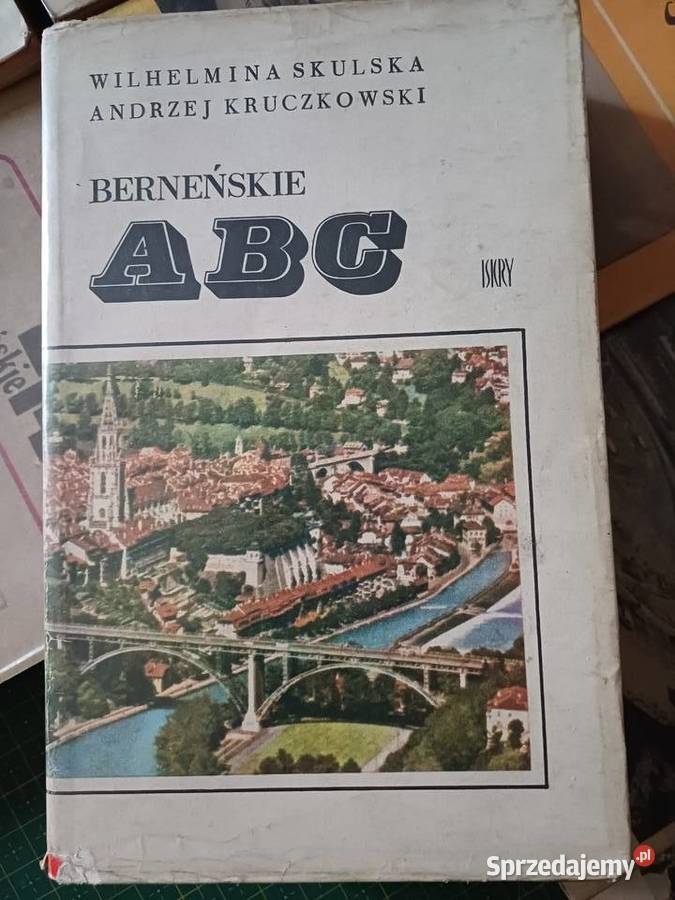 WILHELMINA SKULSKA
ANDRZEJ KRUCZKOWSKI
BERNEŃSKIE
ABC
ISKRY
Sprzedajemy.pl